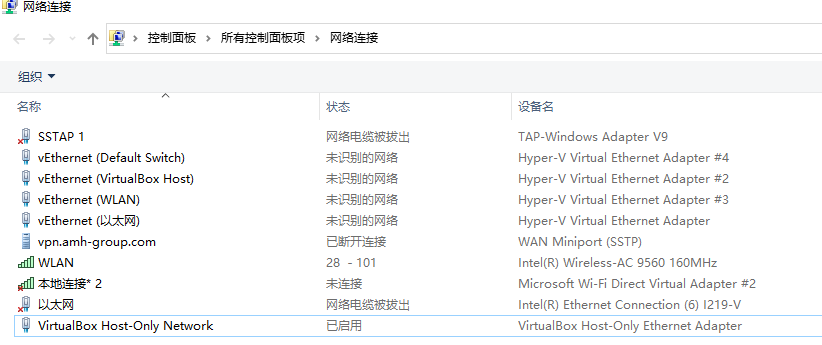 网络连接
控制面板 > 所有控制面板项 > 网络连接
组织
名称 状态 设备名
SSTAP 1 网络电缆被拔出 TAP-Windows Adapter V9
vEthernet (Default Switch) 未识别的网络 Hyper-V Virtual Ethernet Adapter #4
vEthernet (VirtualBox Host) 未识别的网络 Hyper-V Virtual Ethernet Adapter #2
vEthernet (WLAN) 未识别的网络 Hyper-V Virtual Ethernet Adapter #3
vEthernet (以太网) 未识别的网络 Hyper-V Virtual Ethernet Adapter
vpn.amh-group.com 已断开连接 WAN Miniport (SSTP)
WLAN 28 - 101 Intel(R) Wireless-AC 9560 160MHz
本地连接* 2 未连接 Microsoft Wi-Fi Direct Virtual Adapter #2
以太网 网络电缆被拔出 Intel(R) Ethernet Connection (6) I219-V
VirtualBox Host-Only Network 已启用 VirtualBox Host-Only Ethernet Adapter